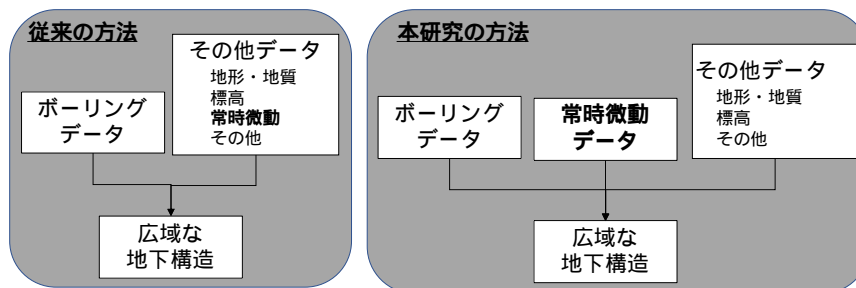 従来の方法
その他データ
地形・地質
標高
常時微動
その他
ボーリング
データ
広域な
地下構造
本研究の方法
ボーリング
データ
常時微動
データ
その他データ
地形・地質
標高
その他
広域な
地下構造